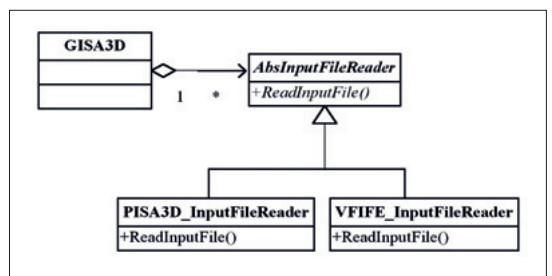 GISA3D
AbsInputFileReader
+ReadInputFile()
1 *
PISA3D_InputFileReader
+ReadInputFile()
VFIFE_InputFileReader
+ReadInputFile()